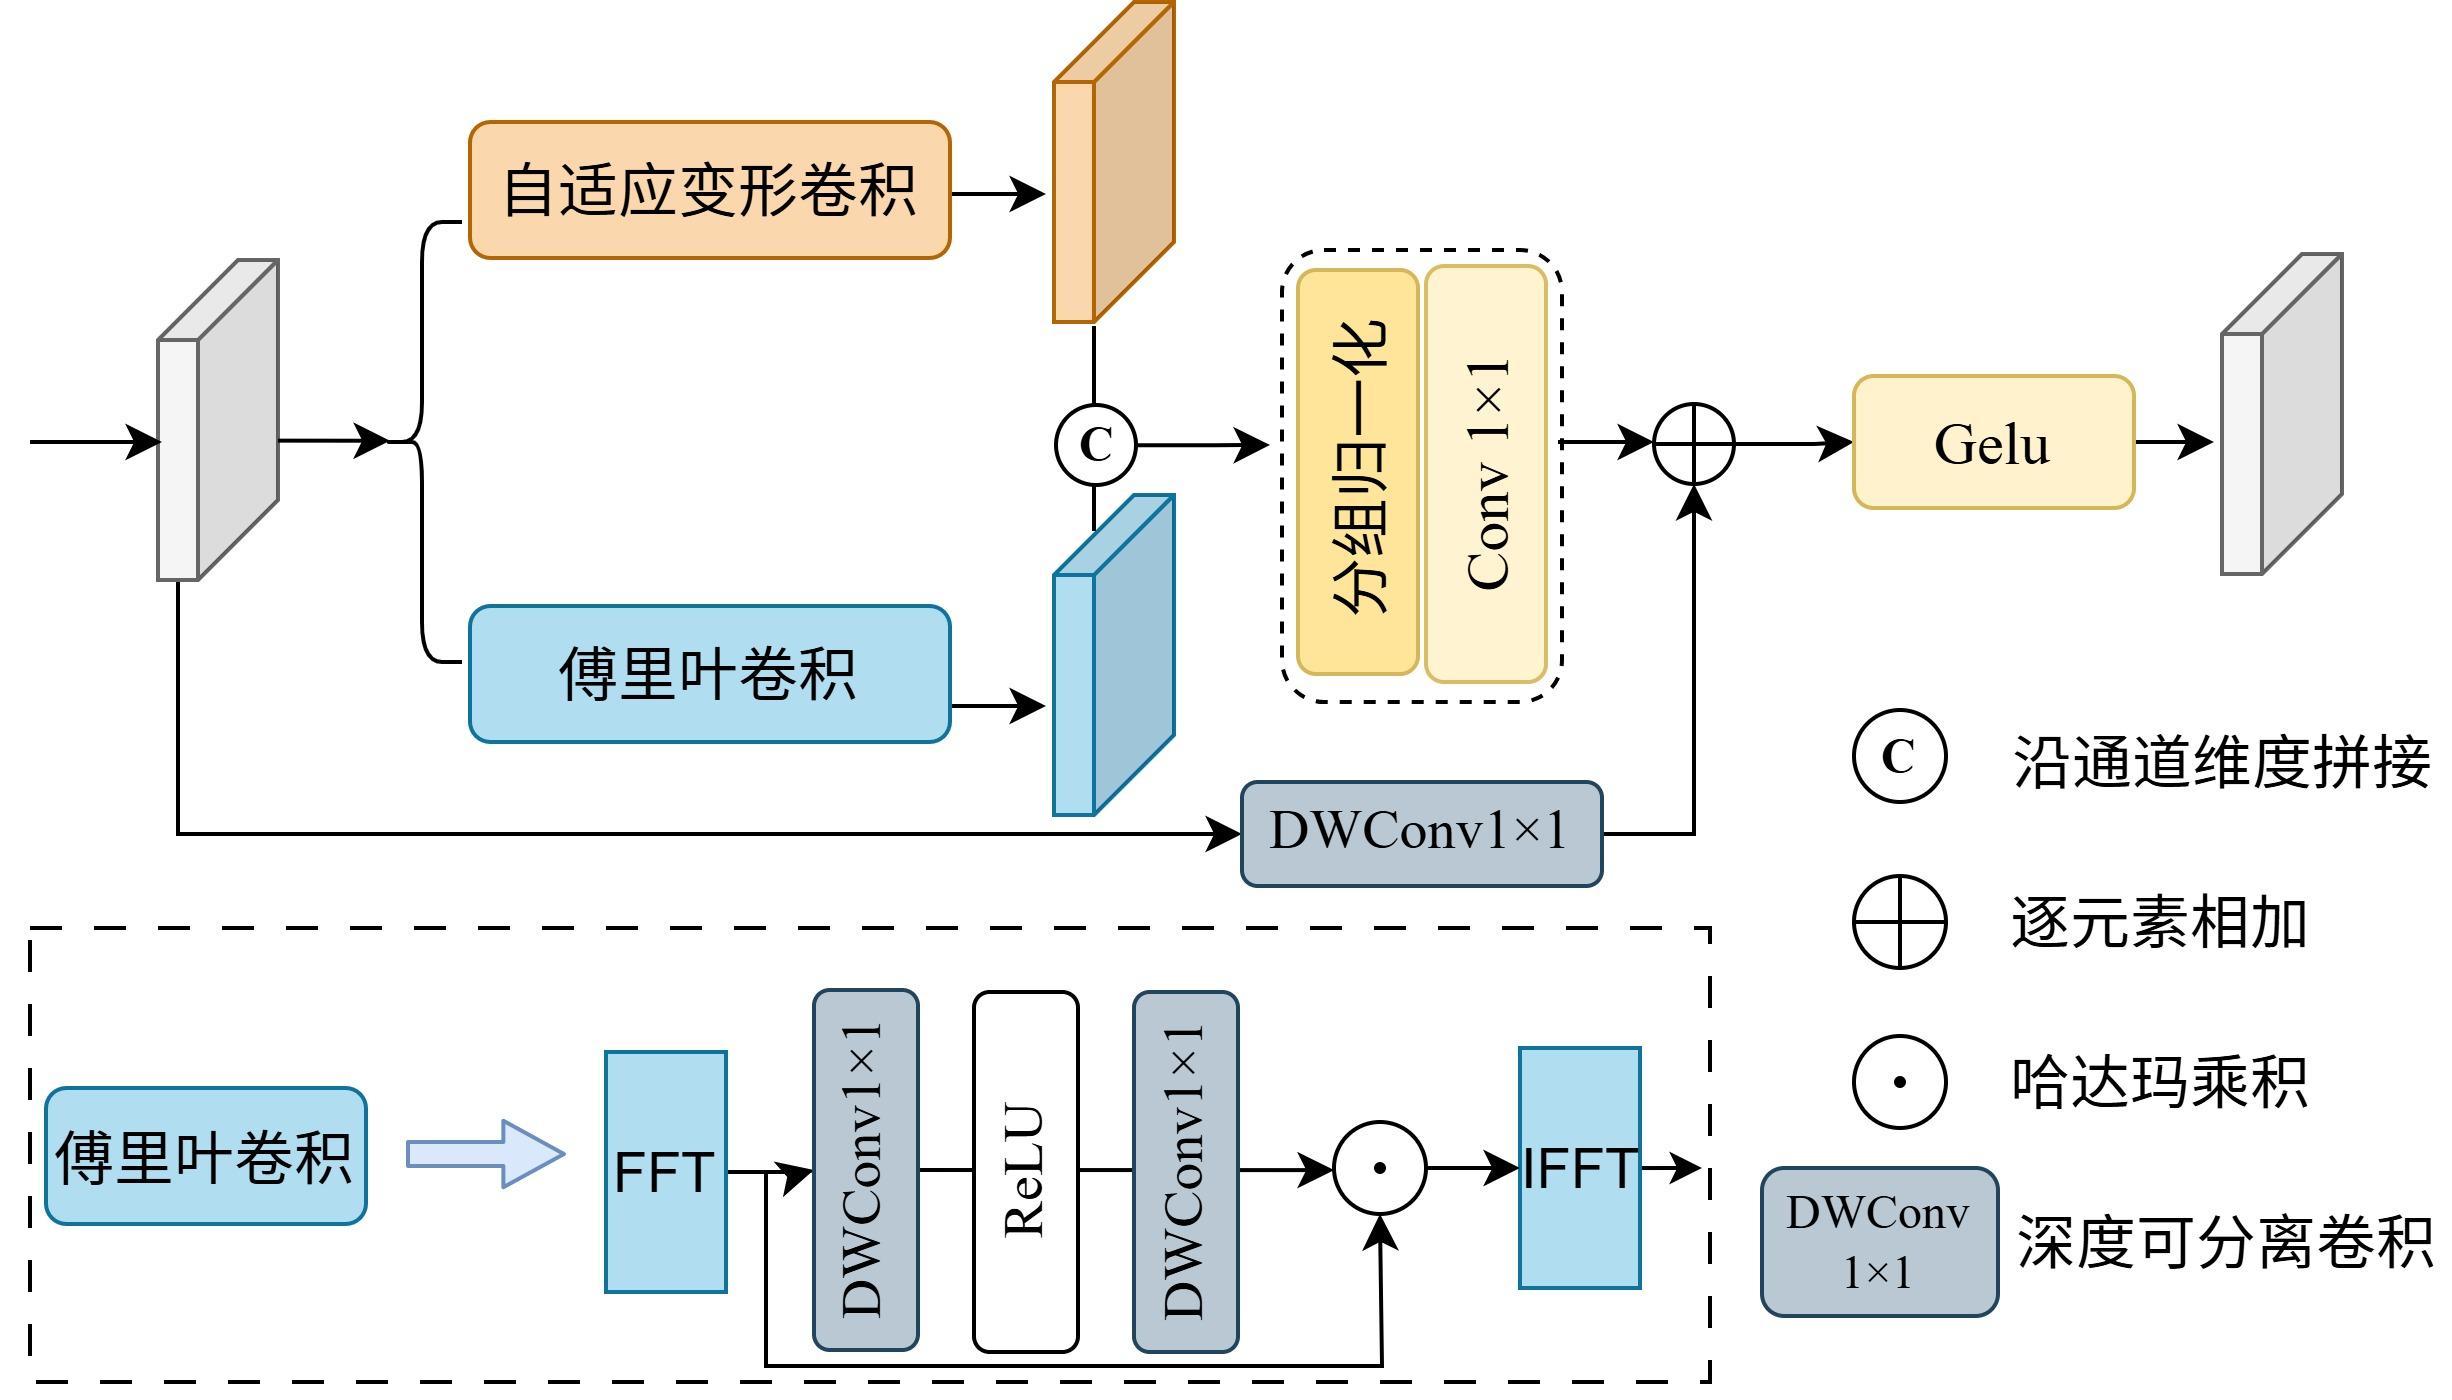 自适应变形卷积
C
分组归一化
Conv 1×1
Gelu
傅里叶卷积
DWConv1×1
C
沿通道维度拼接
逐元素相加
哈达玛乘积
DWConv
1×1
深度可分离卷积
傅里叶卷积
FFT
DWConv1×1
ReLU
DWConv1×1
IFFT